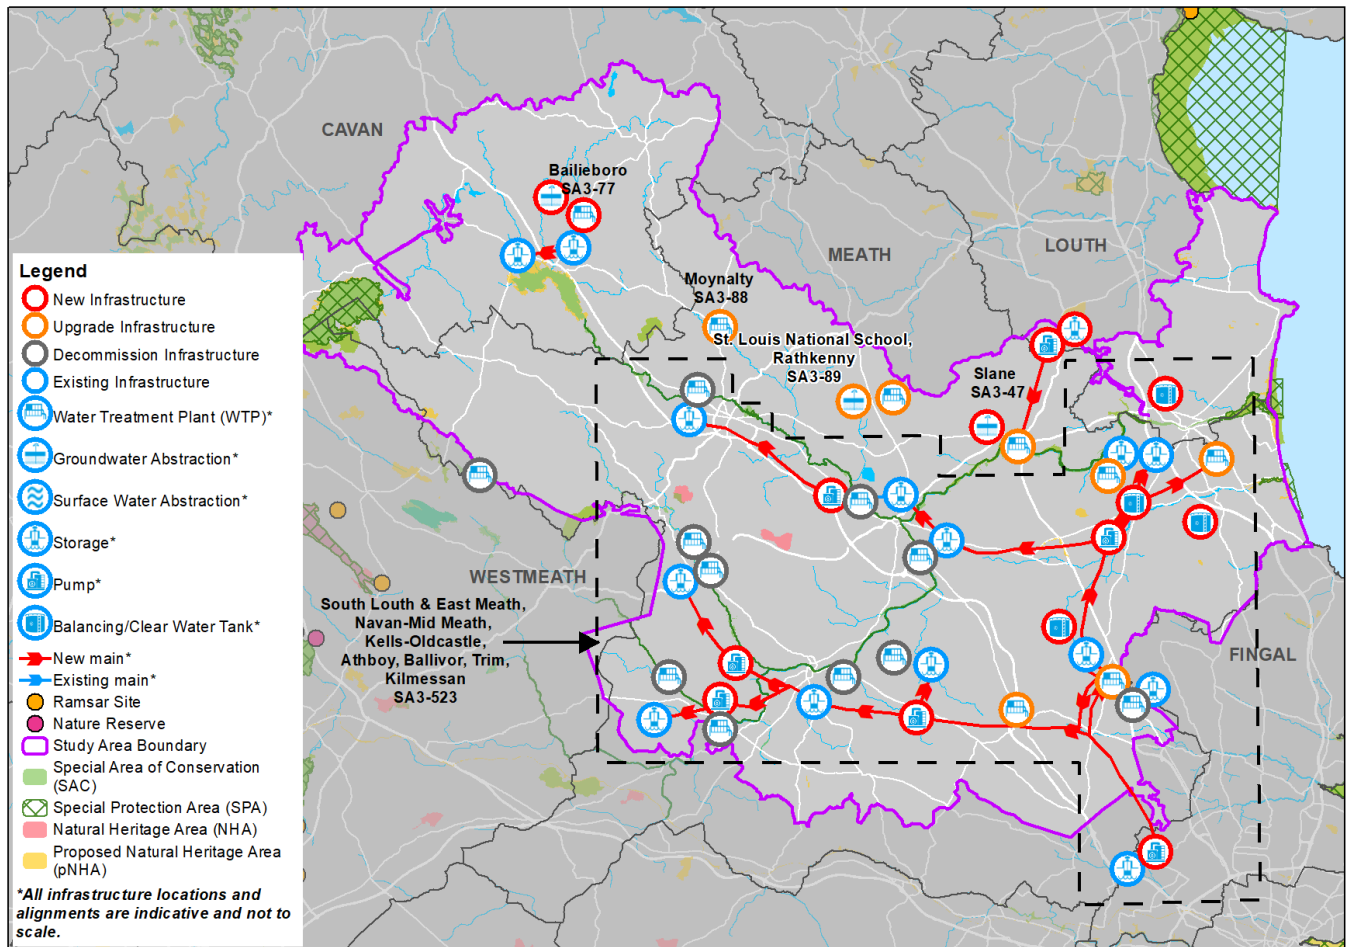 CAVAN
Bailieboro
SA3-77
MEATH
LOUTH
Moynalty
SA3-88
St. Louis National School,
Rathkenny
SA3-89
Slane
SA3-47
WESTMEATH
South Louth & East Meath,
Navan-Mid Meath,
Kells-Oldcastle,
Athboy, Ballivor, Trim,
Kilmessan
SA3-523
FINGAL
Legend
New Infrastructure
Upgrade Infrastructure
Decommission Infrastructure
Existing Infrastructure
Water Treatment Plant (WTP)*
Groundwater Abstraction*
Surface Water Abstraction*
Storage*
Pump*
Balancing/Clear Water Tank*
New main*
Existing main*
Ramsar Site
Nature Reserve
Study Area Boundary
Special Area of Conservation
(SAC)
Special Protection Area (SPA)
Natural Heritage Area (NHA)
Proposed Natural Heritage Area
(pNHA)
*All infrastructure locations and
alignments are indicative and not to
scale.